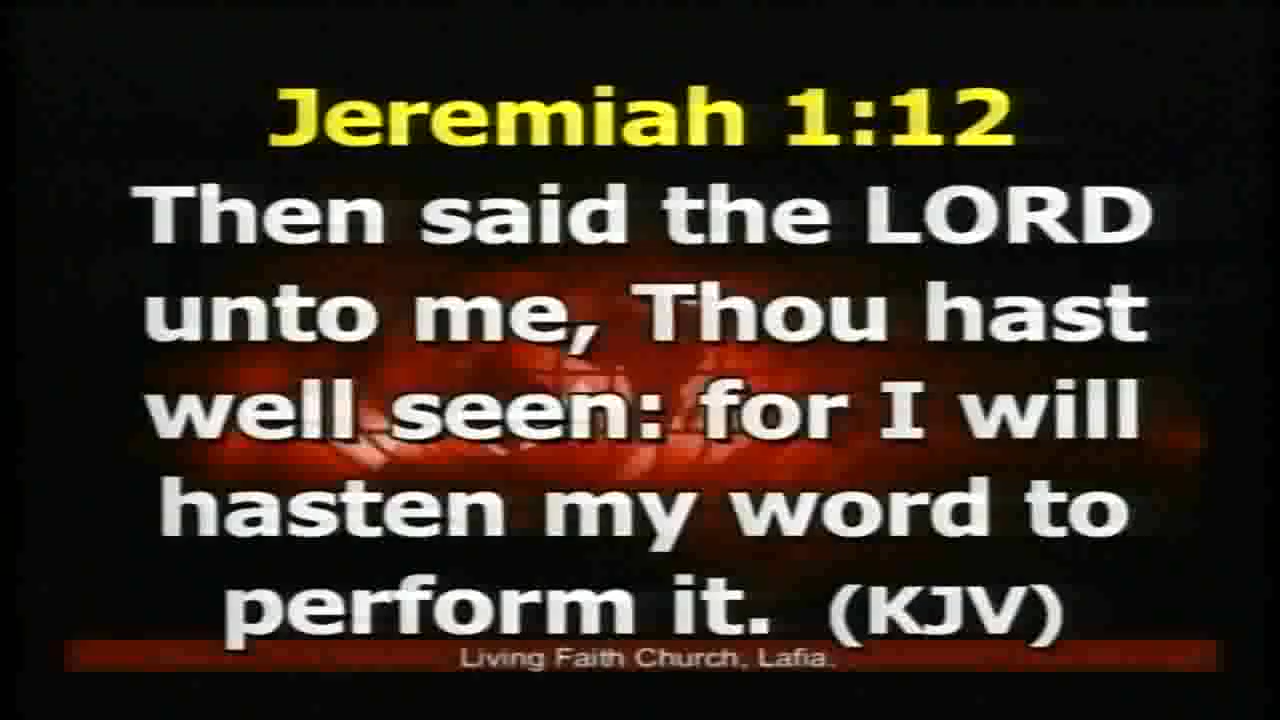 Jeremiah 1:12
Then said the LORD
unto me, Thou hast
well seen: for I will
hasten my word to
perform it. (KJV)
Living Faith Church, Lafia.